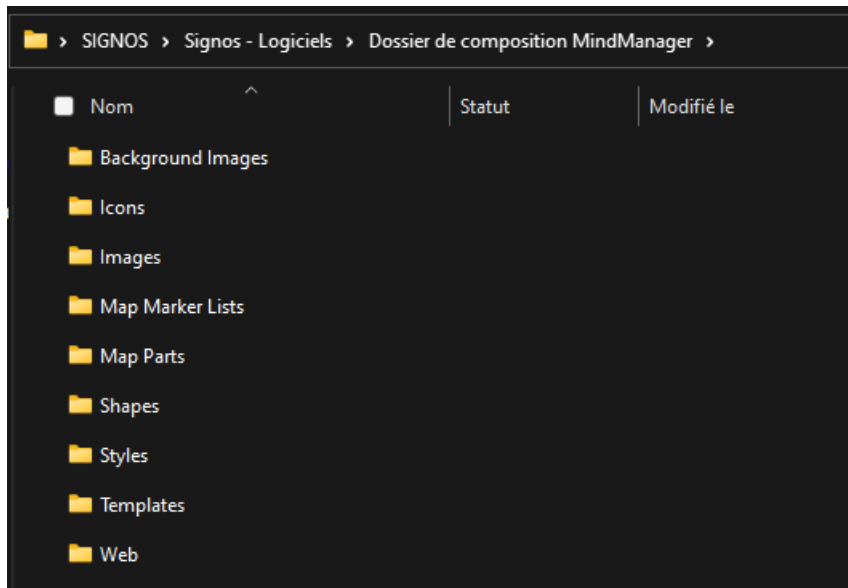 SIGNOS > Signos - Logiciels > Dossier de composition MindManager >
Nom Statut Modifié le
Background Images
Icons
Images
Map Marker Lists
Map Parts
Shapes
Styles
Templates
Web